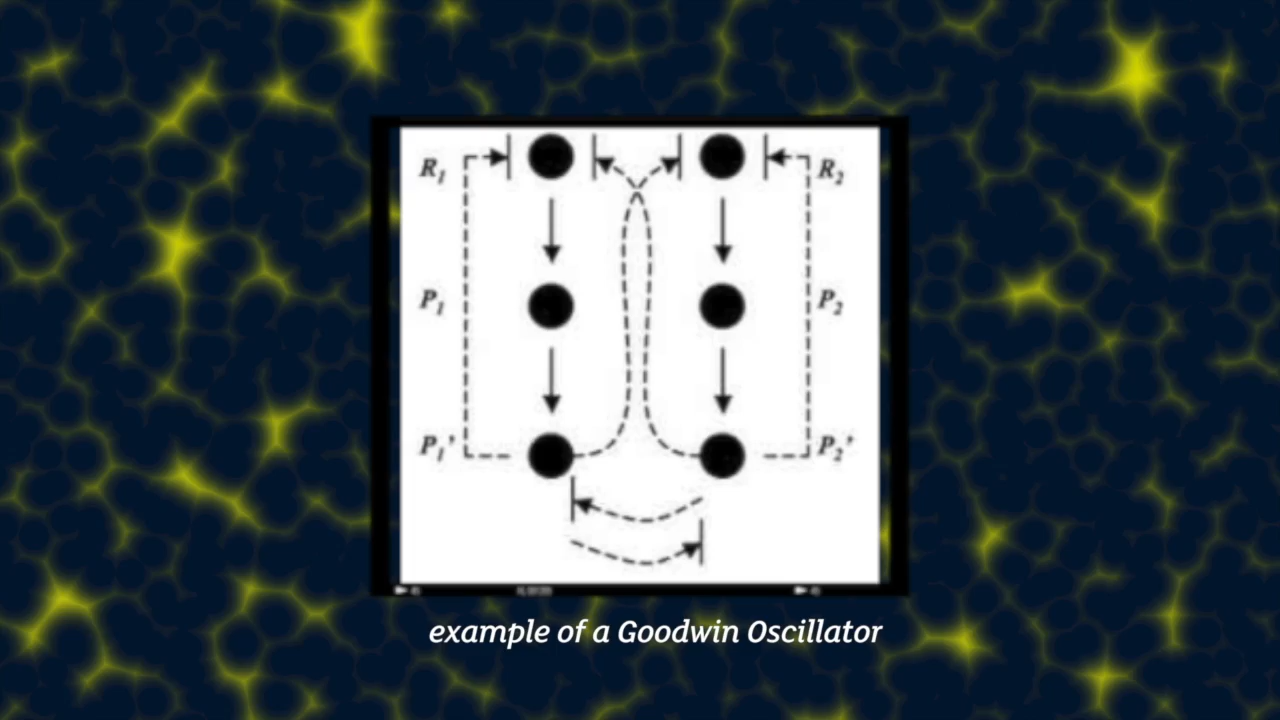 R₁ R₂
P₁ P₂
P₁’ P₂’
example of a Goodwin Oscillator